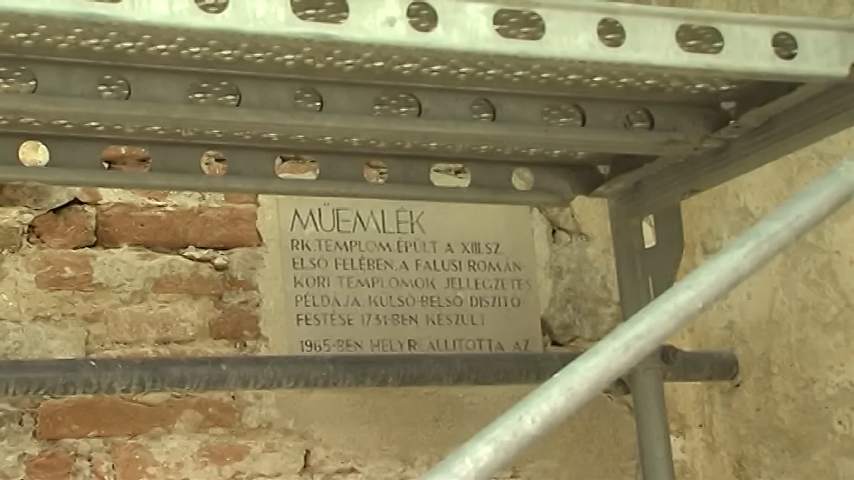 MŰEMLÉK
RK.TEMPLOM ÉPÜLT A XIII.SZ.
ELSŐ FELÉBEN. A FALUSI ROMÁN-
KORI TEMPLOMOK JELLEGZETES
PÉLDÁJA. KÜLSŐ-BELSŐ DISZITŐ
FESTÉSE 1731-BEN KÉSZÜLT
1965-BEN HELYREÁLLITOTTA AZ